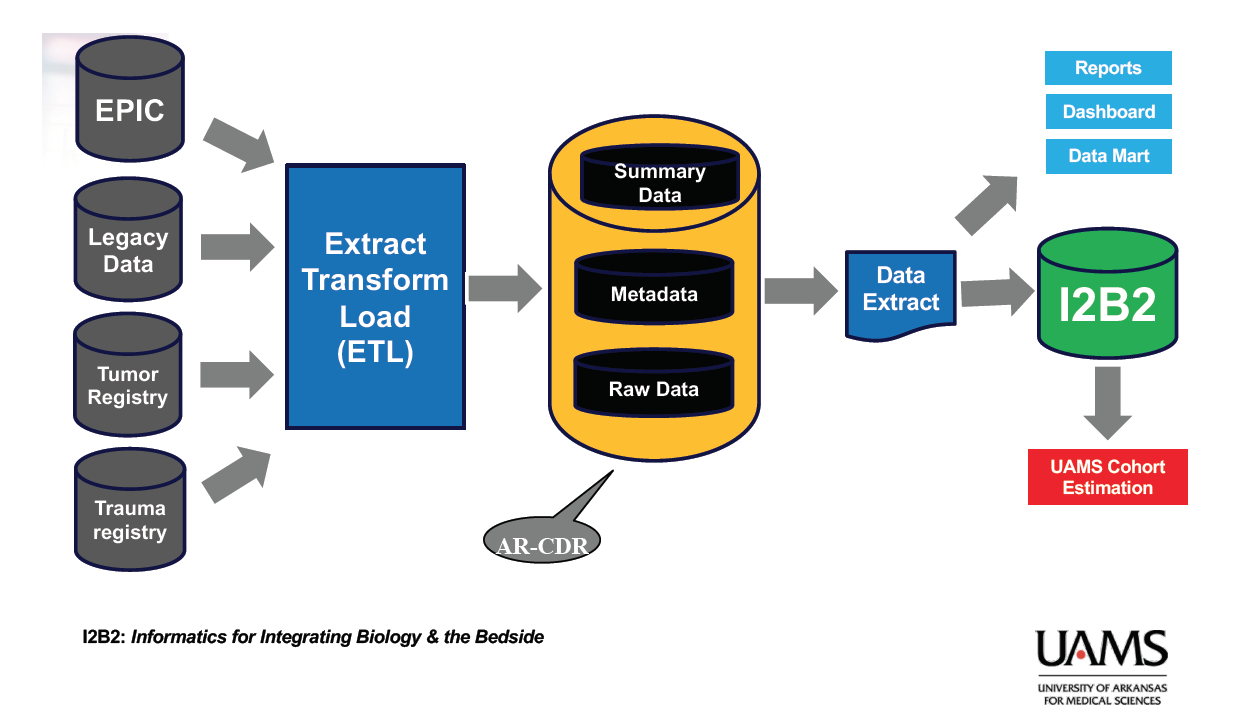 EPIC
Legacy
Data
Tumor
Registry
Trauma
registry
Extract
Transform
Load
(ETL)
Summary
Data
Metadata
Raw Data
AR-CDR
Data
Extract
Reports
Dashboard
Data Mart
I2B2
UAMS Cohort
Estimation
I2B2: Informatics for Integrating Biology & the Bedside
UAMS
UNIVERSITY OF ARKANSAS
FOR MEDICAL SCIENCES